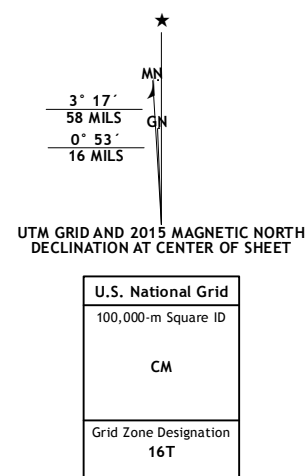 ★
MN
3° 17´
58 MILS
GN
0° 53´
16 MILS
UTM GRID AND 2015 MAGNETIC NORTH
DECLINATION AT CENTER OF SHEET
U.S. National Grid
100,000-m Square ID
CM
Grid Zone Designation
16T